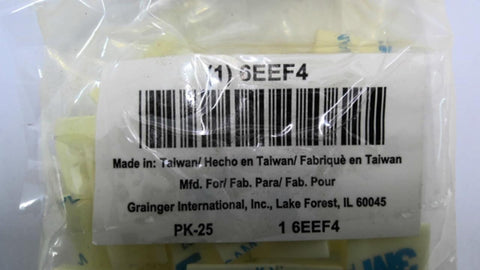 (1) 6EEF4
Made in: Taiwan/ Hecho en Taiwan/ Fabriquè en Taiwan
Mfd. For/ Fab. Para/ Fab. Pour
Grainger International, Inc., Lake Forest, IL 60045
PK-25 1 6EEF4